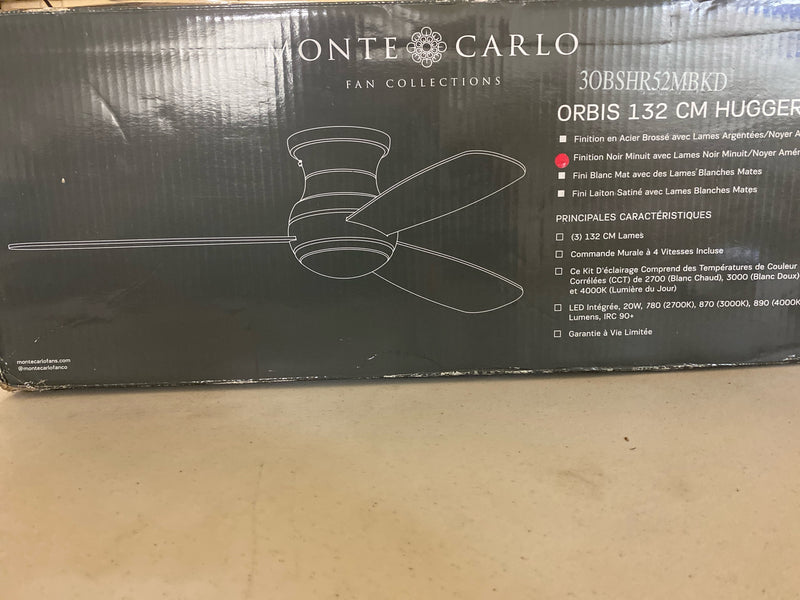 MONTE CARLO
FAN COLLECTIONS
3OBSHR52MBKD
ORBIS 132 CM HUGGER
Finition en Acier Brossé avec Lames Argentées/Noyer A
Finition Noir Minuit avec Lames Noir Minuit/Noyer Amér
Fini Blanc Mat avec des Lames Blanches Mates
Fini Laiton Satiné avec Lames Blanches Mates
PRINCIPALES CARACTÉRISTIQUES
(3) 132 CM Lames
Commande Murale à 4 Vitesses Incluse
Ce Kit D'éclairage Comprend des Températures de Couleur
Corrélées (CCT) de 2700 (Blanc Chaud), 3000 (Blanc Doux)
et 4000K (Lumière du Jour)
LED Intégrée, 20W, 780 (2700K), 870 (3000K), 890 (4000K
Lumens, IRC 90+
Garantie à Vie Limitée
montecarlofans.com
@montecarlofanco